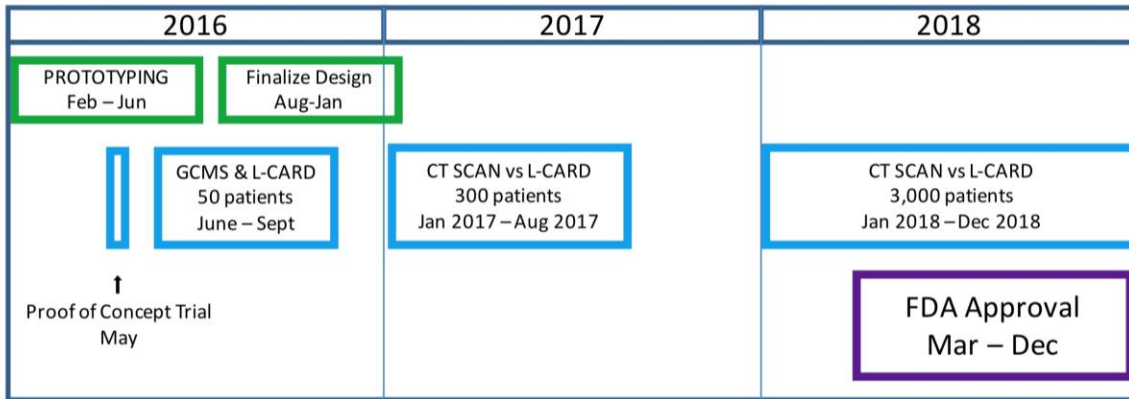 2016
2017
2018
PROTOTYPING
Feb – Jun
Finalize Design
Aug-Jan
GCMS & L-CARD
50 patients
June – Sept
CT SCAN vs L-CARD
300 patients
Jan 2017 – Aug 2017
CT SCAN vs L-CARD
3,000 patients
Jan 2018 – Dec 2018
Proof of Concept Trial
May
FDA Approval
Mar – Dec